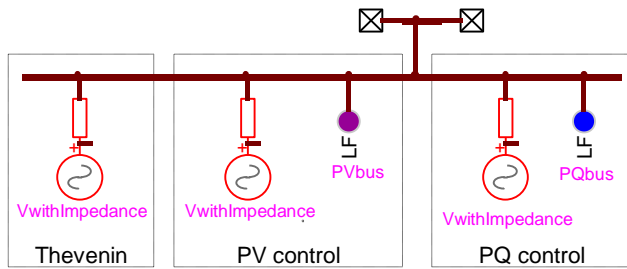 +
+
+
LF
LF
PVbus
PQbus
VwithImpedance
VwithImpedance
VwithImpedance
Thevenin
PV control
PQ control